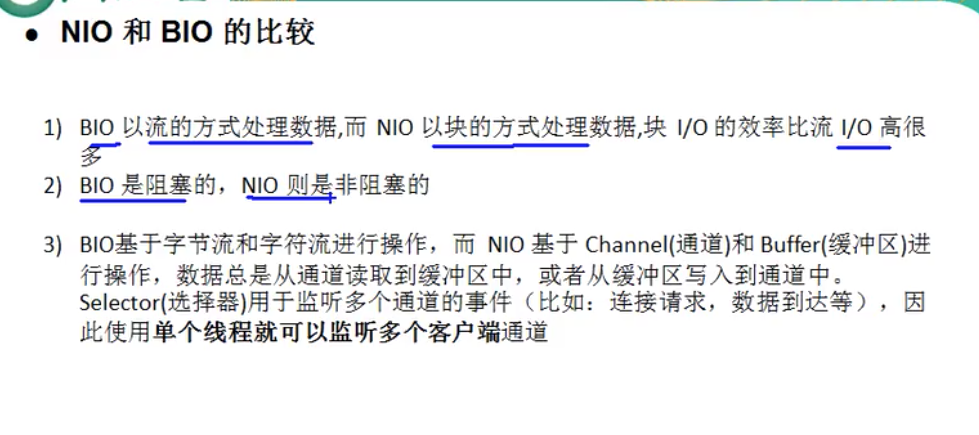 ● NIO 和 BIO 的比较
1) BIO 以流的方式处理数据,而 NIO 以块的方式处理数据,块 I/O 的效率比流 I/O 高很
多
2) BIO 是阻塞的，NIO 则是非阻塞的
3) BIO基于字节流和字符流进行操作，而 NIO 基于 Channel(通道)和 Buffer(缓冲区)进
行操作，数据总是从通道读取到缓冲区中，或者从缓冲区写入到通道中。
Selector(选择器)用于监听多个通道的事件（比如：连接请求，数据到达等），因
此使用单个线程就可以监听多个客户端通道